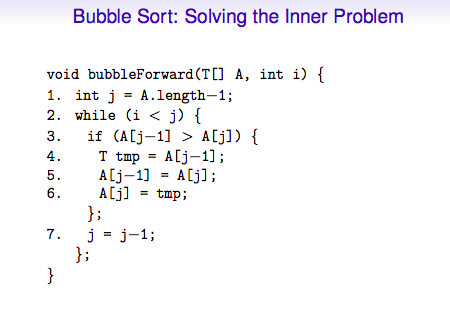 Bubble Sort: Solving the Inner Problem
void bubbleForward(T[] A, int i) {
1. int j = A.length−1;
2. while (i < j) {
3. if (A[j−1] > A[j]) {
4. T tmp = A[j−1];
5. A[j−1] = A[j];
6. A[j] = tmp;
};
7. j = j−1;
};
}